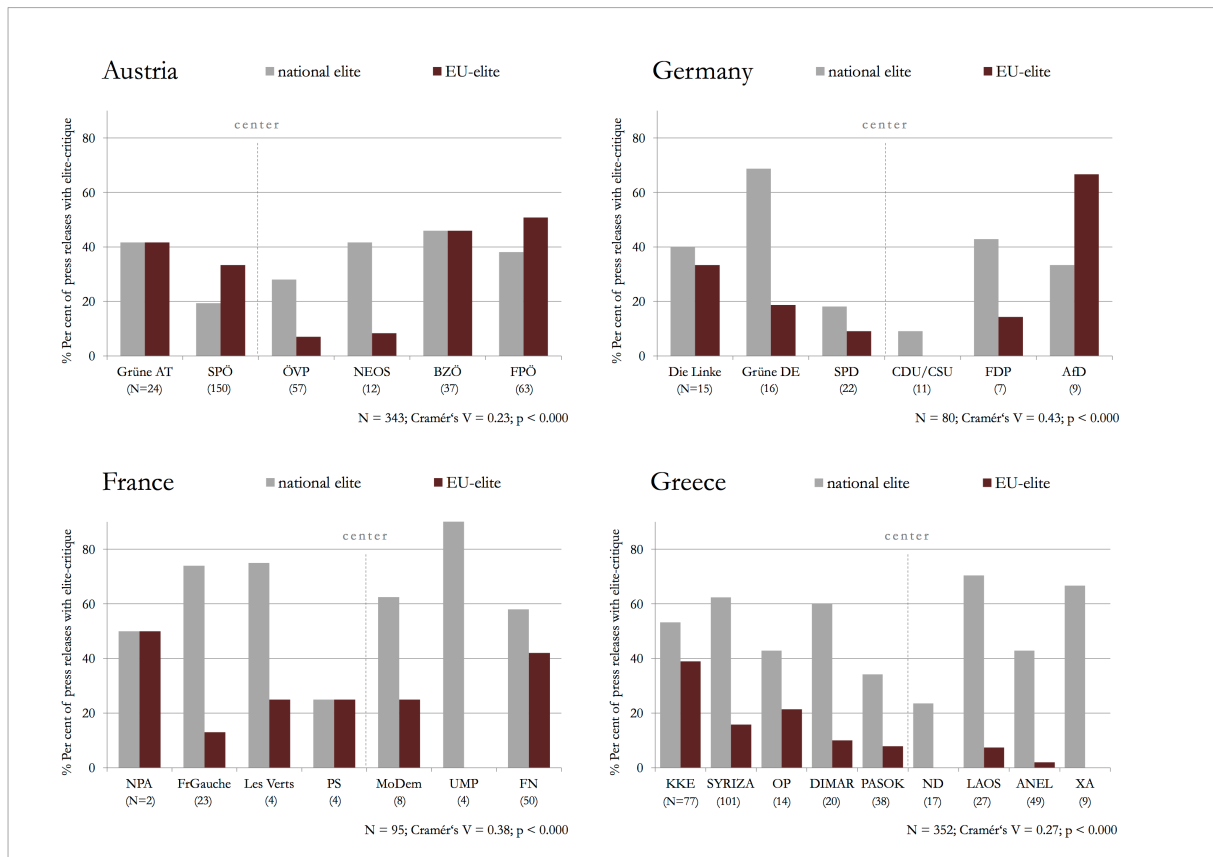 Austria
national elite
EU-elite
center
% Per cent of press releases with elite-critique
80
60
40
20
0
Grüne AT SPÖ ÖVP NEOS BZÖ FPÖ
(N=24) (150) (57) (12) (37) (63)
N = 343; Cramér‘s V = 0.23; p < 0.000
Germany
national elite
EU-elite
center
% Per cent of press releases with elite-critique
80
60
40
20
0
Die Linke Grüne DE SPD CDU/CSU FDP AfD
(N=15) (16) (22) (11) (7) (9)
N = 80; Cramér‘s V = 0.43; p < 0.000
France
national elite
EU-elite
center
% Per cent of press releases with elite-critique
80
60
40
20
0
NPA FrGauche Les Verts PS MoDem UMP FN
(N=2) (23) (4) (4) (8) (4) (50)
N = 95; Cramér‘s V = 0.38; p < 0.000
Greece
national elite
EU-elite
center
% Per cent of press releases with elite-critique
80
60
40
20
0
KKE SYRIZA OP DIMAR PASOK ND LAOS ANEL XA
(N=77) (101) (14) (20) (38) (17) (27) (49) (9)
N = 352; Cramér‘s V = 0.27; p < 0.000